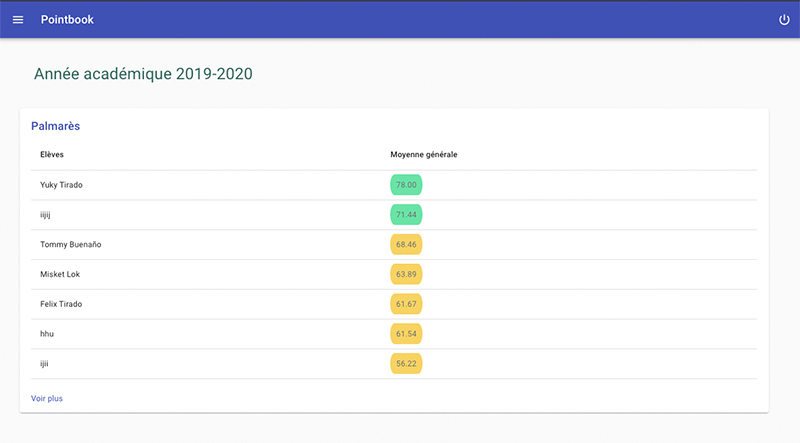 Pointbook
Année académique 2019-2020
Palmarès
Elèves Moyenne générale
Yuky Tirado 78.00
iijij 71.44
Tommy Buenaño 68.46
Misket Lok 63.89
Felix Tirado 61.67
hhu 61.54
ijii 56.22
Voir plus